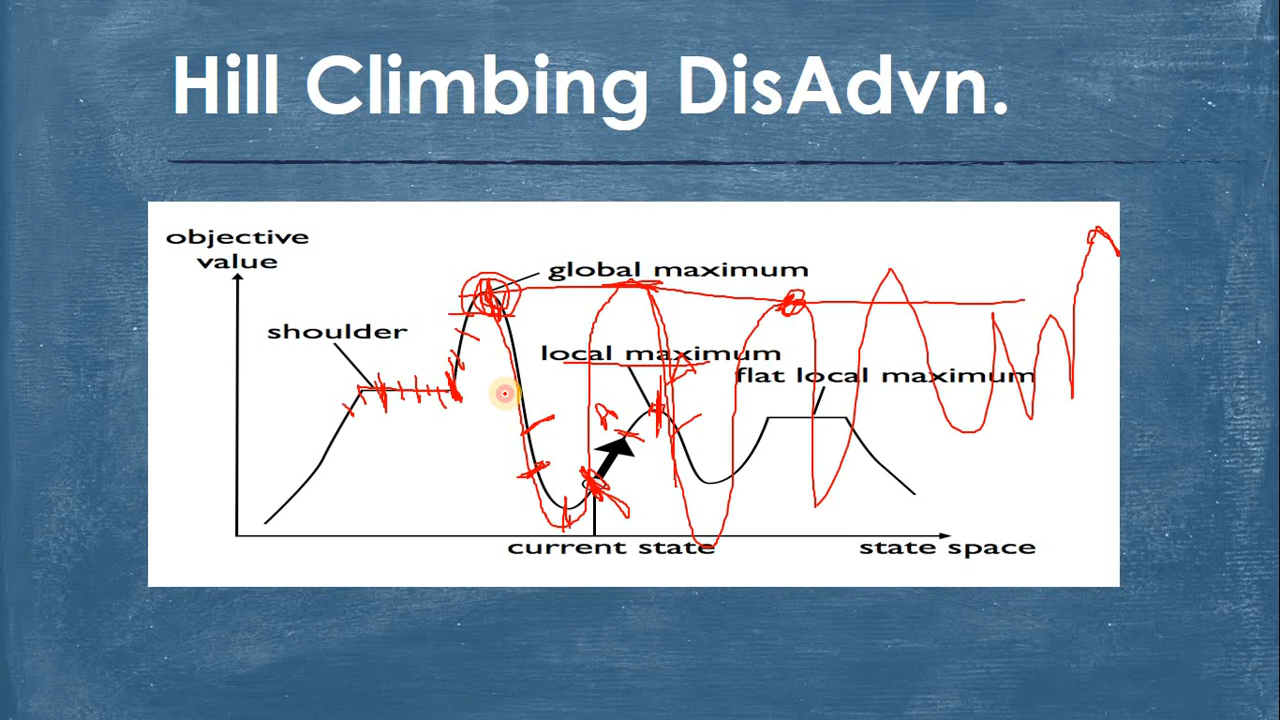 Hill Climbing DisAdvn.
objective
value
global maximum
shoulder
local maximum
flat local maximum
current state
state space